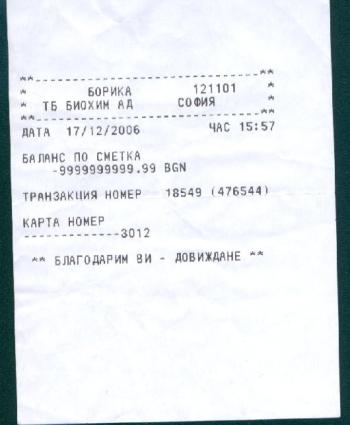 **--------------------------**
* БОРИКА 121101 *
* ТБ БИОХИМ АД СОФИЯ *
**--------------------------**
ДАТА 17/12/2006 ЧАС 15:57
БАЛАНС ПО СМЕТКА
-9999999999.99 BGN
ТРАНЗАКЦИЯ НОМЕР 18549 (476544)
КАРТА НОМЕР
------------3012
** БЛАГОДАРИМ ВИ - ДОВИЖДАНЕ **